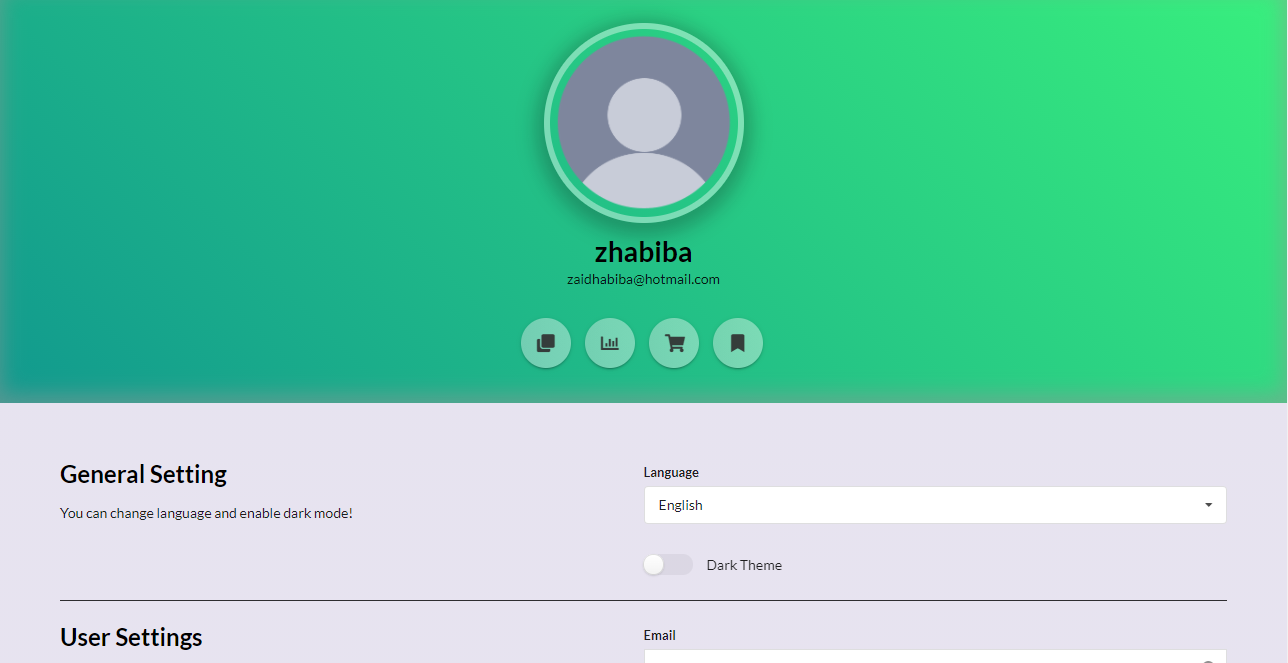 zhabiba
zaidhabiba@hotmail.com
General Setting
You can change language and enable dark mode!
Language
English
Dark Theme
User Settings
Email